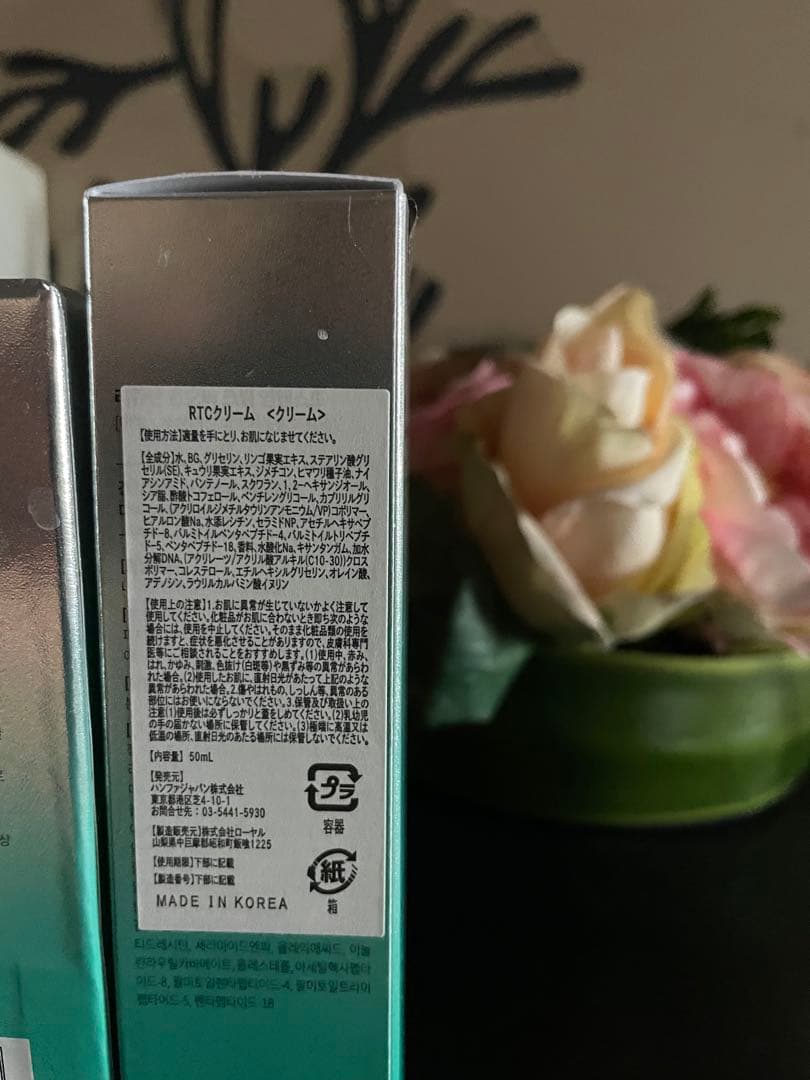 RTCクリーム <クリーム>
【使用方法】適量を手にとり、お肌になじませてください。
【全成分】水、BG、グリセリン、リンゴ果実エキス、ステアリン酸グリ
セリル(SE)、キュウリ果実エキス、ジメチコン、ヒマワリ種子油、ナイ
アシンアミド、パンテノール、スクワラン、1,2-ヘキサンジオール、
シア脂、酢酸トコフェロール、ペンチレングリコール、カプリリルグリ
コール、(アクリロイルジメチルタウリンアンモニウム/VP)コポリマー、
ヒアルロン酸Na、水添レシチン、セラミドNP、アセチルヘキサペプ
チド-8、パルミトイルペンタペプチド-4、パルミトイルトリペプチ
ド-5、ペンタペプチド-18、香料、水酸化Na、キサンタンガム、加水
分解DNA、(アクリレーツ/アクリル酸アルキル(C10-30))クロス
ポリマー、コレステロール、エチルヘキシルグリセリン、オレイン酸、
アデノシン、ラウリルカルバミン酸イヌリン
【使用上の注意】1.お肌に異常が生じていないかよく注意して
使用してください。化粧品がお肌に合わないとき即ち次のような
場合には、使用を中止してください。そのまま化粧品類の使用を
続けますと、症状を悪化させることがありますので、皮膚科専門
医等にご相談されることをおすすめします。(1)使用中、赤み、
はれ、かゆみ、刺激、色抜け(白斑等)や黒ずみ等の異常があらわ
れた場合。(2)使用したお肌に、直射日光があたって上記のような
異常があらわれた場合。2.傷やはれもの、しっしん等、異常のある
部位にはお使いにならないでください。3.保管及び取扱い上の
注意(1)使用後は必ずしっかりと蓋をしめてください。(2)乳幼児
の手の届かない場所に保管してください。(3)極端に高温又は
低温の場所、直射日光のあたる場所には保管しないでください。
【内容量】50mL
【発売元】
ハンファジャパン株式会社
東京都港区芝4-10-1
お問合せ先:03-5441-5930
プラ
容器
【製造販売元】株式会社ローヤル
山梨県中巨摩郡昭和町飯喰1225
【使用期限】下部に記載
【製造番号】下部に記載
紙
箱
MADE IN KOREA
티드레시틴, 세라마이드엔피, 올레익애씨드, 이눌
린라우릴카바메이트, 콜레스테롤, 아세틸헥사펩타
이드-8, 팔미토일펜타펩타이드-4, 팔미토일트라이
펩타이드-5, 펜타펩타이드-18
상